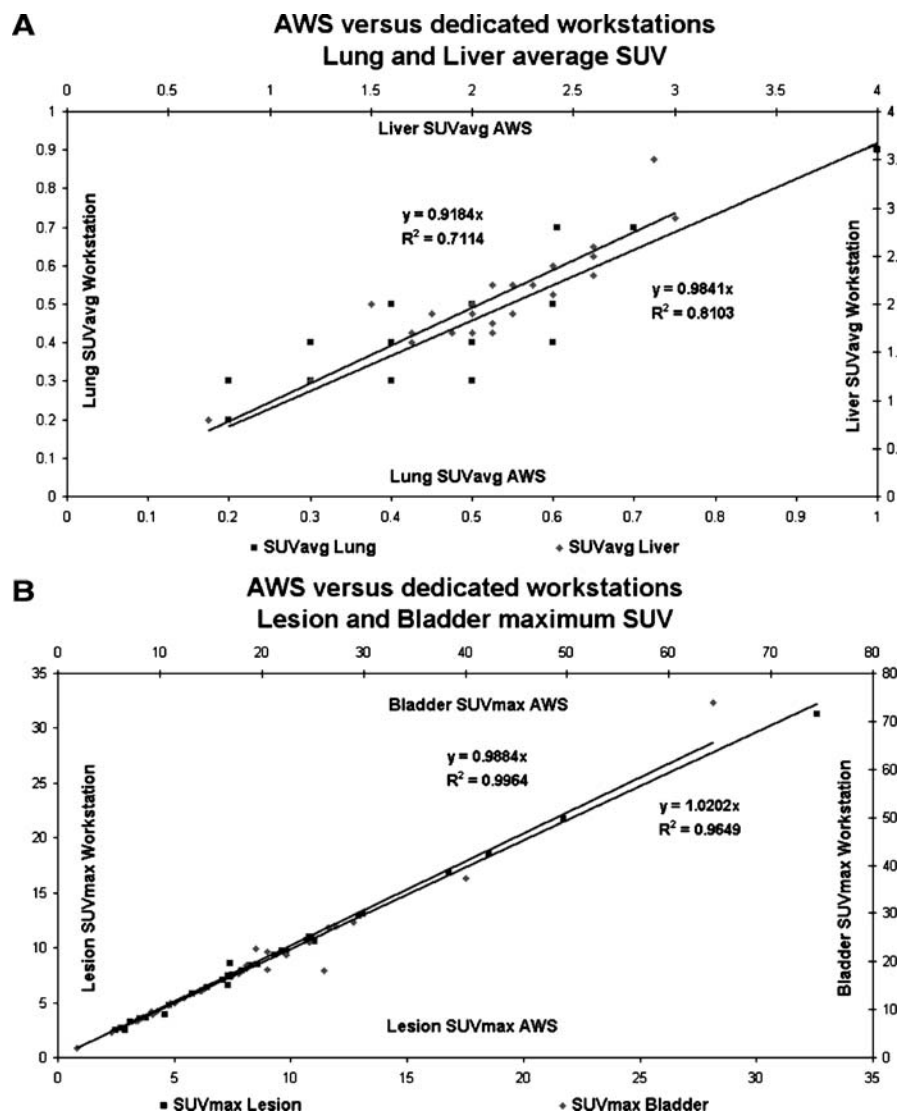 A
AWS versus dedicated workstations
Lung and Liver average SUV
0 0.5 1 1.5 2 2.5 3 3.5 4
Liver SUVavg AWS
1
0.9
0.8
0.7
0.6
0.5
0.4
0.3
0.2
0.1
0
Lung SUVavg Workstation
y = 0.9184x
R² = 0.7114
y = 0.9841x
R² = 0.8103
4
3.
3
2.
2
1.
1
0.
0
Liver SUVavg Workstation
Lung SUVavg AWS
0 0.1 0.2 0.3 0.4 0.5 0.6 0.7 0.8 0.9 1
SUVavg Lung SUVavg Liver
B
AWS versus dedicated workstations
Lesion and Bladder maximum SUV
0 10 20 30 40 50 60 70 80
Bladder SUVmax AWS
35
30
25
20
15
10
5
0
Lesion SUVmax Workstation
y = 0.9884x
R² = 0.9964
y = 1.0202x
R² = 0.9649
80
70
60
50
40
30
20
10
0
Bladder SUVmax Workstation
Lesion SUVmax AWS
0 5 10 15 20 25 30 35
SUVmax Lesion SUVmax Bladder